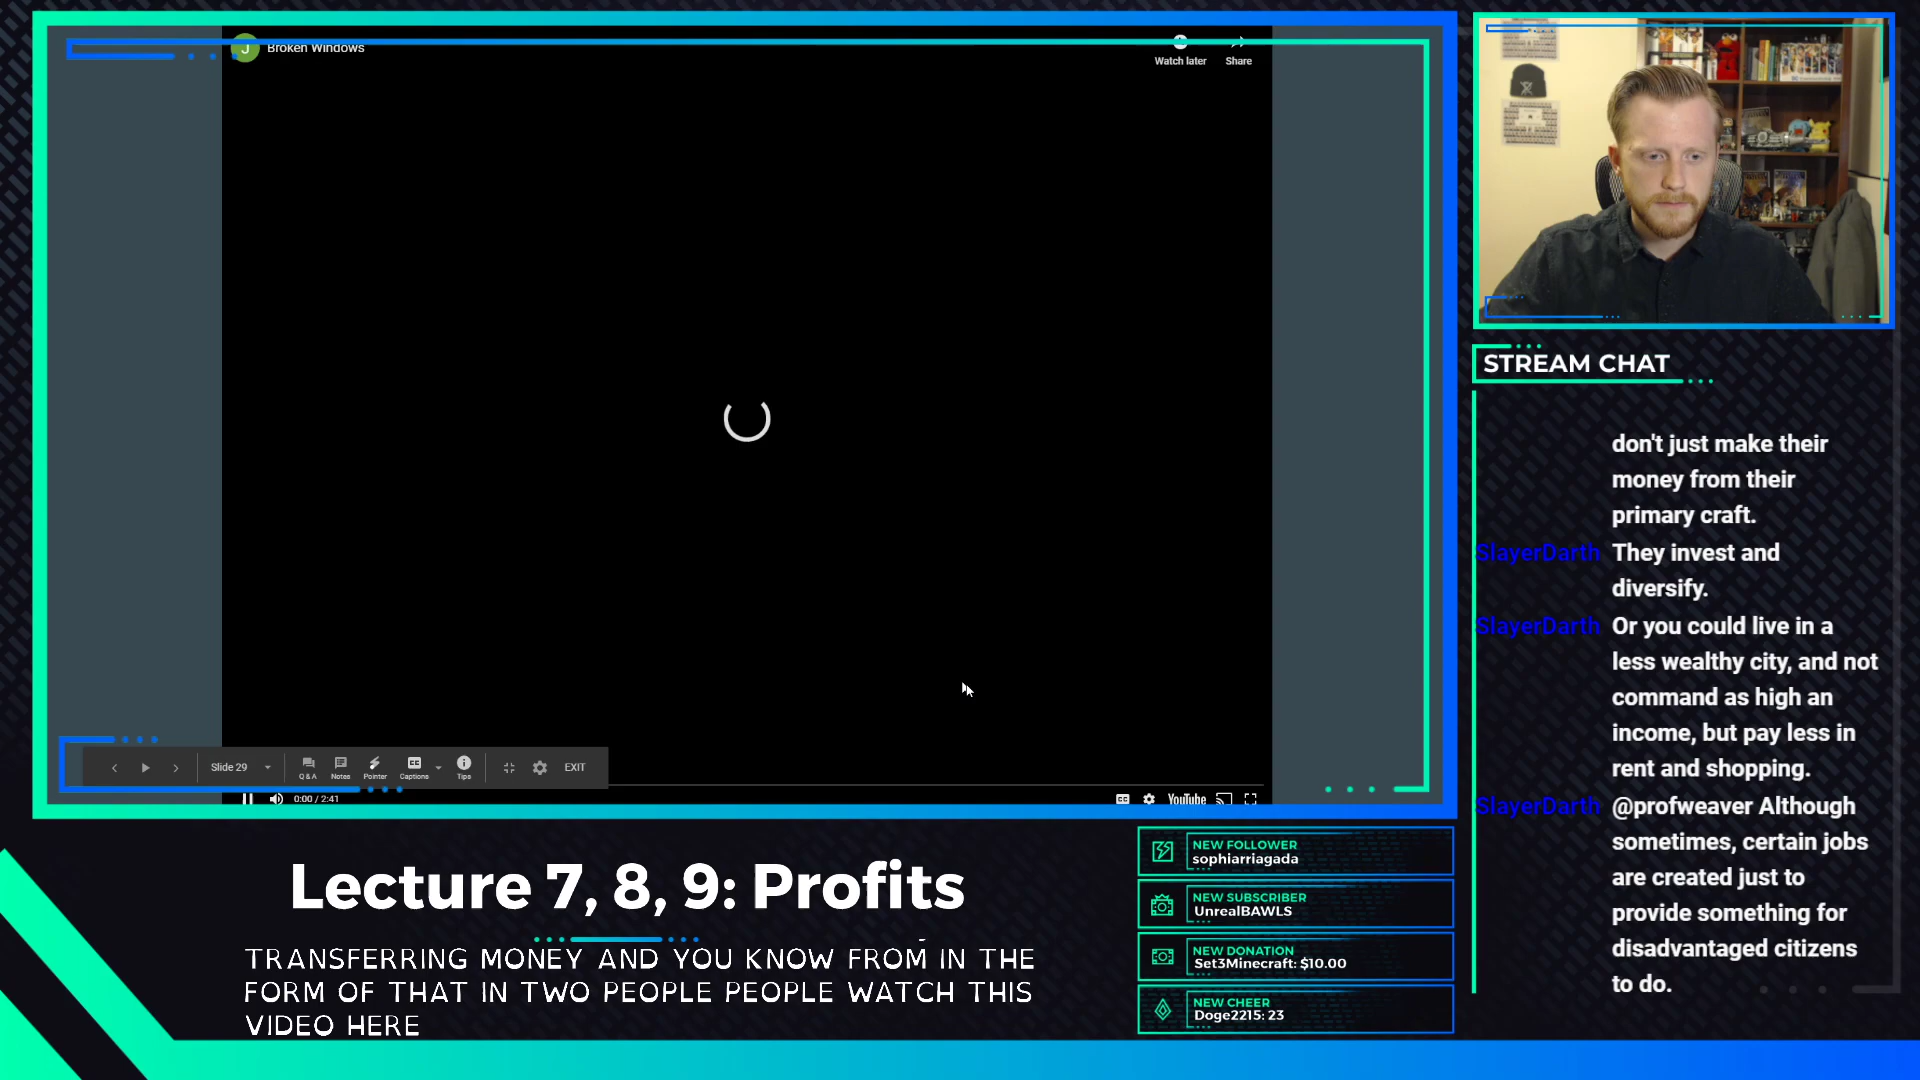 J Broken Windows
Watch later
Share
Slide 29
Q & A
Notes
Pointer
Captions
Tips
EXIT
0:00 / 2:41
CC
YouTube
STREAM CHAT
don't just make their
money from their
primary craft.
SlayerDarth They invest and
diversify.
SlayerDarth Or you could live in a
less wealthy city, and not
command as high an
income, but pay less in
rent and shopping.
SlayerDarth @profweaver Although
sometimes, certain jobs
are created just to
provide something for
disadvantaged citizens
to do.
Lecture 7, 8, 9: Profits
TRANSFERRING MONEY AND YOU KNOW FROM IN THE
FORM OF THAT IN TWO PEOPLE PEOPLE WATCH THIS
VIDEO HERE
NEW FOLLOWER
sophiarriagada
NEW SUBSCRIBER
UnrealBAWLS
NEW DONATION
Set3Minecraft: $10.00
NEW CHEER
Doge2215: 23